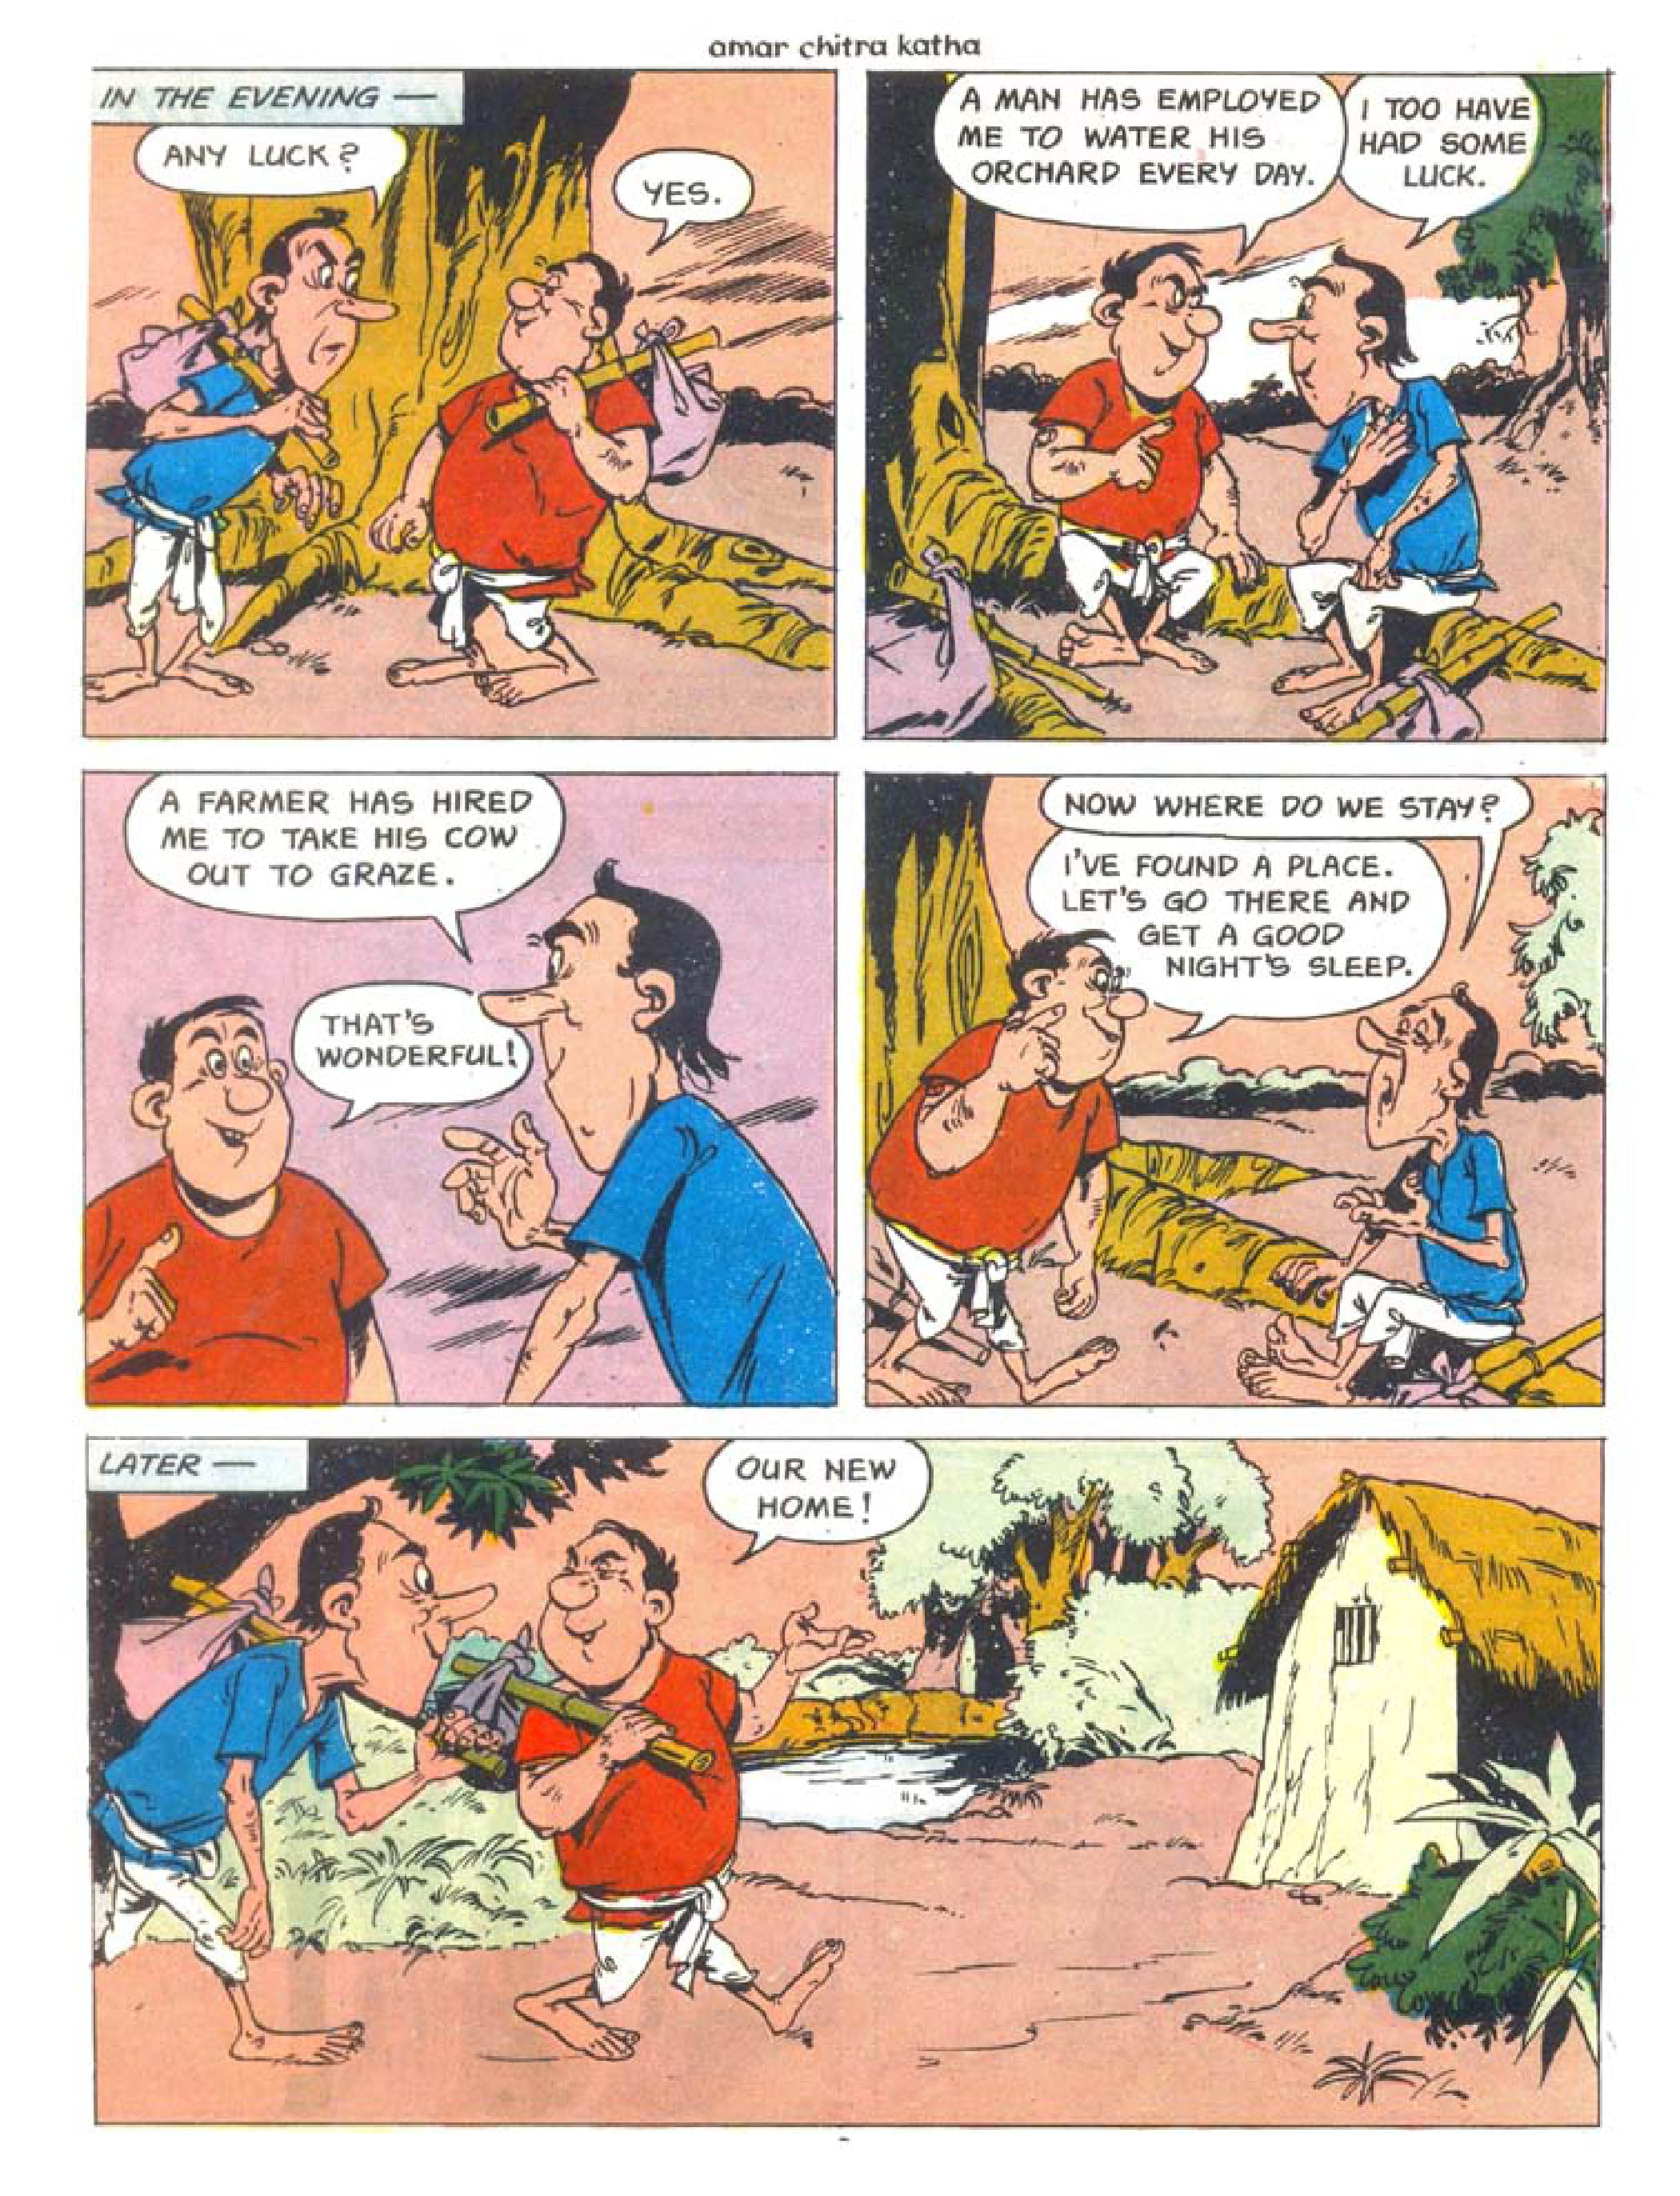 amar chitra katha
IN THE EVENING —
ANY LUCK?
YES.
A MAN HAS EMPLOYED
ME TO WATER HIS
ORCHARD EVERY DAY.
I TOO HAVE
HAD SOME
LUCK.
A FARMER HAS HIRED
ME TO TAKE HIS COW
OUT TO GRAZE.
THAT'S
WONDERFUL!
NOW WHERE DO WE STAY?
I'VE FOUND A PLACE.
LET'S GO THERE AND
GET A GOOD
NIGHT'S SLEEP.
LATER —
OUR NEW
HOME!